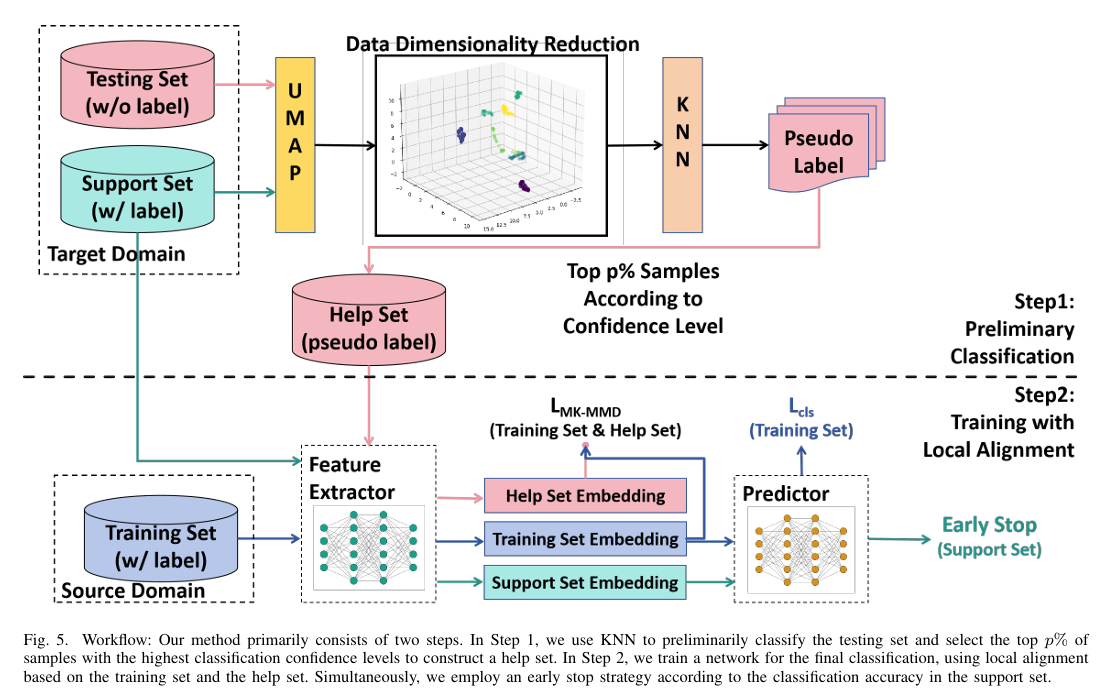 Data Dimensionality Reduction
Testing Set
(w/o label)
Support Set
(w/ label)
Target Domain
U
M
A
P
K
N
N
Pseudo
Label
Help Set
(pseudo label)
Top p% Samples
According to
Confidence Level
Step1:
Preliminary
Classification
Step2:
Training with
Local Alignment
L_MK-MMD
(Training Set & Help Set)
L_cls
(Training Set)
Training Set
(w/ label)
Source Domain
Feature
Extractor
Help Set Embedding
Training Set Embedding
Support Set Embedding
Predictor
Early Stop
(Support Set)
Fig. 5. Workflow: Our method primarily consists of two steps. In Step 1, we use KNN to preliminarily classify the testing set and select the top p% of
samples with the highest classification confidence levels to construct a help set. In Step 2, we train a network for the final classification, using local alignment
based on the training set and the help set. Simultaneously, we employ an early stop strategy according to the classification accuracy in the support set.